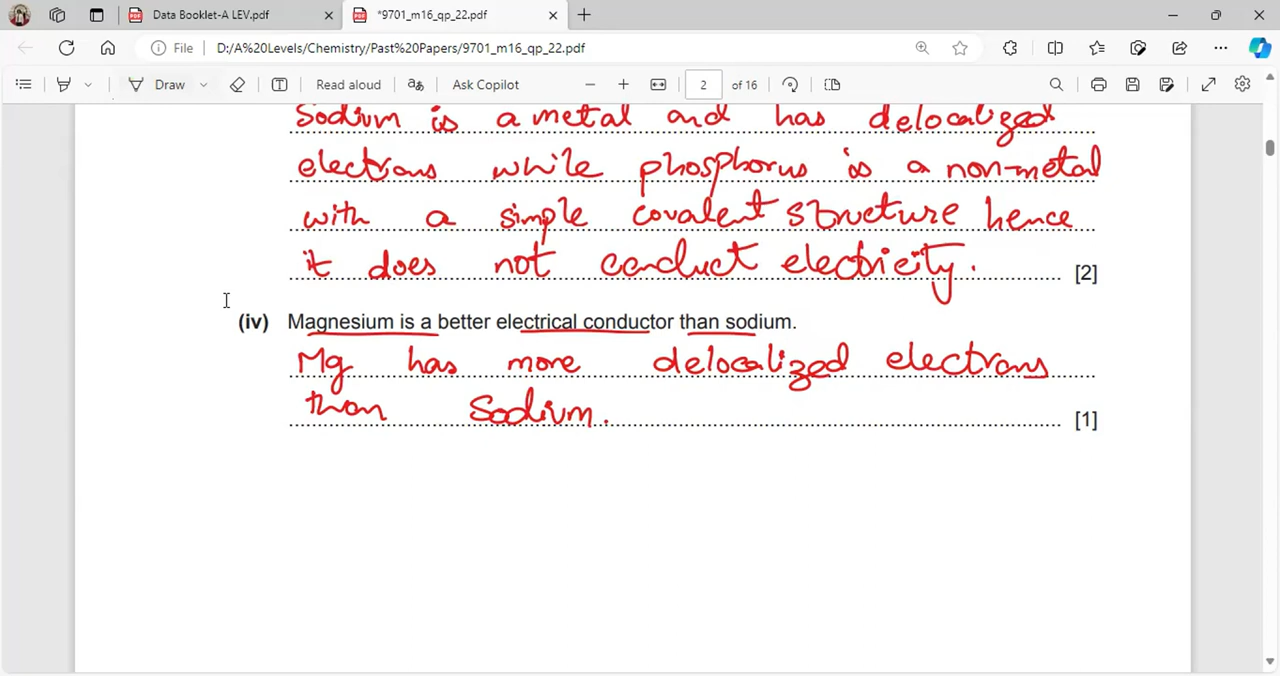 Data Booklet-A LEV.pdf
*9701_m16_qp_22.pdf
File D:/A%20Levels/Chemistry/Past%20Papers/9701_m16_qp_22.pdf
Draw Read aloud aあ Ask Copilot 2 of 16
Sodium is a metal and has delocalized
electrons while phosphorus is a non-metal
with a simple covalent structure hence
it does not conduct electricity. [2]
(iv) Magnesium is a better electrical conductor than sodium.
Mg has more delocalized electrons
than Sodium. [1]